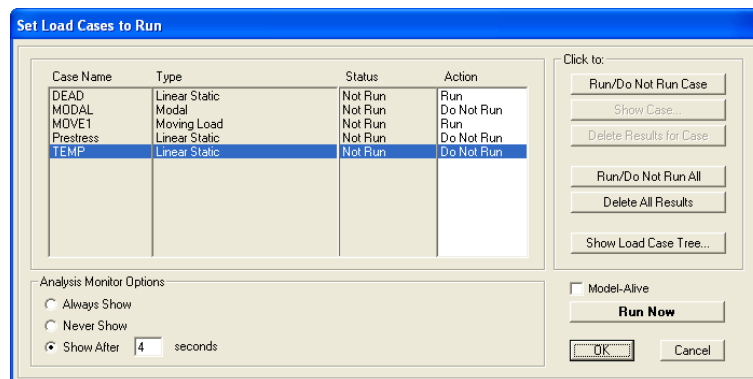 Set Load Cases to Run
Case Name Type Status Action
DEAD Linear Static Not Run Run
MODAL Modal Not Run Do Not Run
MOVE1 Moving Load Not Run Run
Prestress Linear Static Not Run Do Not Run
TEMP Linear Static Not Run Do Not Run
Click to:
Run/Do Not Run Case
Show Case...
Delete Results for Case
Run/Do Not Run All
Delete All Results
Show Load Case Tree...
Analysis Monitor Options
Always Show
Never Show
Show After 4 seconds
Model-Alive
Run Now
OK Cancel